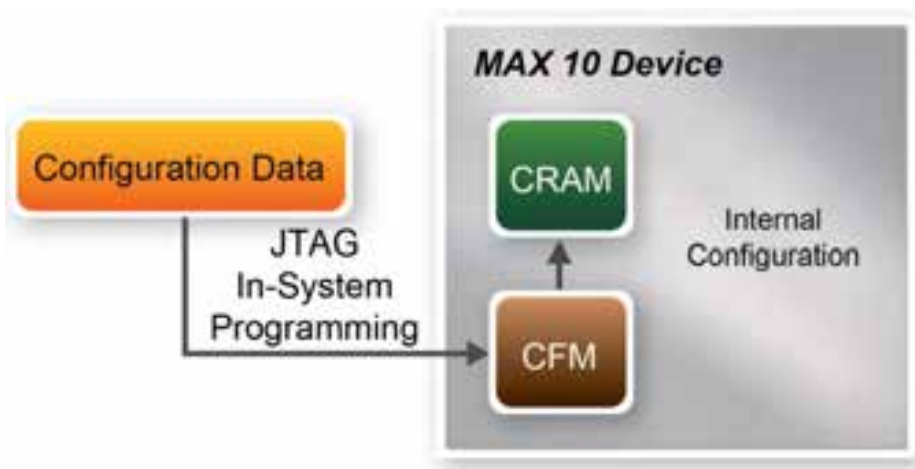 MAX 10 Device
Configuration Data
CRAM
JTAG
In-System
Programming
Internal
Configuration
CFM